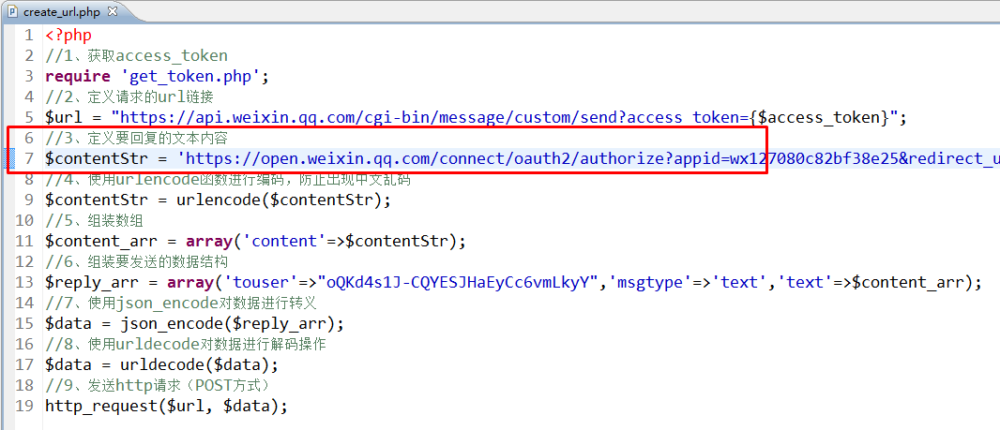 create_url.php
1 <?php
2 //1、获取access_token
3 require 'get_token.php';
4 //2、定义请求的url链接
5 $url = "https://api.weixin.qq.com/cgi-bin/message/custom/send?access_token={$access_token}";
6 //3、定义要回复的文本内容
7 $contentStr = 'https://open.weixin.qq.com/connect/oauth2/authorize?appid=wx127080c82bf38e25&redirect_u
8 //4、使用urlencode函数进行编码，防止出现中文乱码
9 $contentStr = urlencode($contentStr);
10 //5、组装数组
11 $content_arr = array('content'=>$contentStr);
12 //6、组装要发送的数据结构
13 $reply_arr = array('touser'=>"oQKd4s1J-CQYESJHaEyCc6vmLkyY",'msgtype'=>'text','text'=>$content_arr);
14 //7、使用json_encode对数据进行转义
15 $data = json_encode($reply_arr);
16 //8、使用urldecode对数据进行解码操作
17 $data = urldecode($data);
18 //9、发送http请求（POST方式）
19 http_request($url, $data);